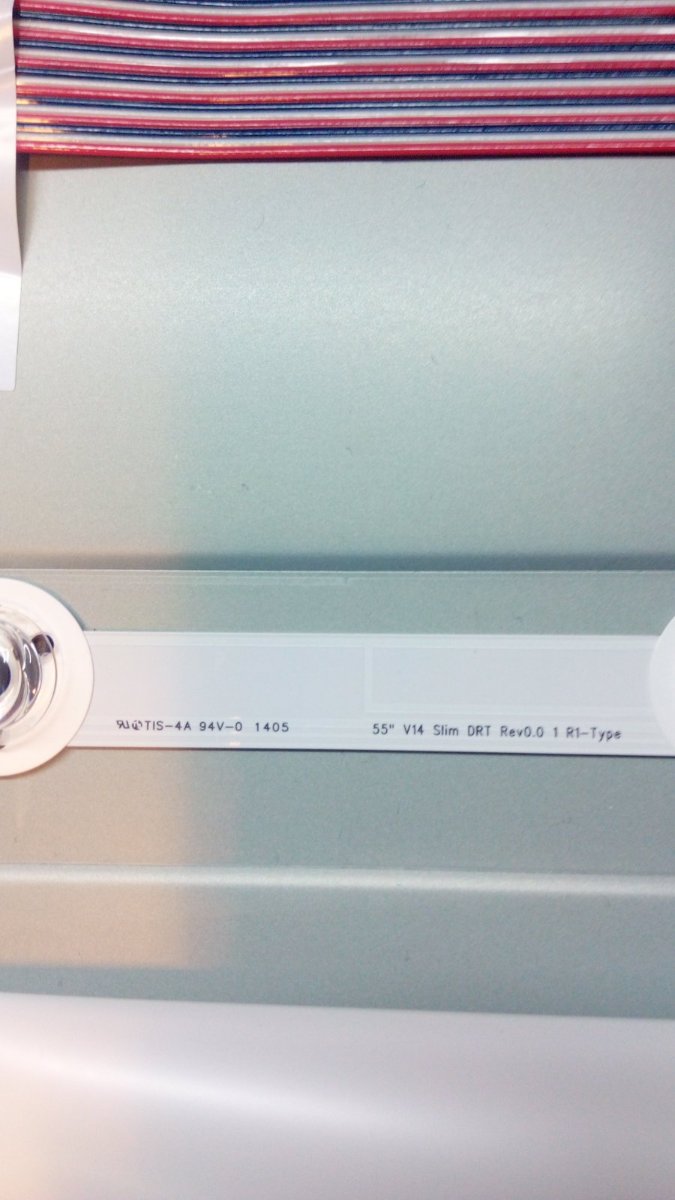 TIS-4A 94V-0 1405
55" V14 Slim DRT Rev0.0 1 R1-Type